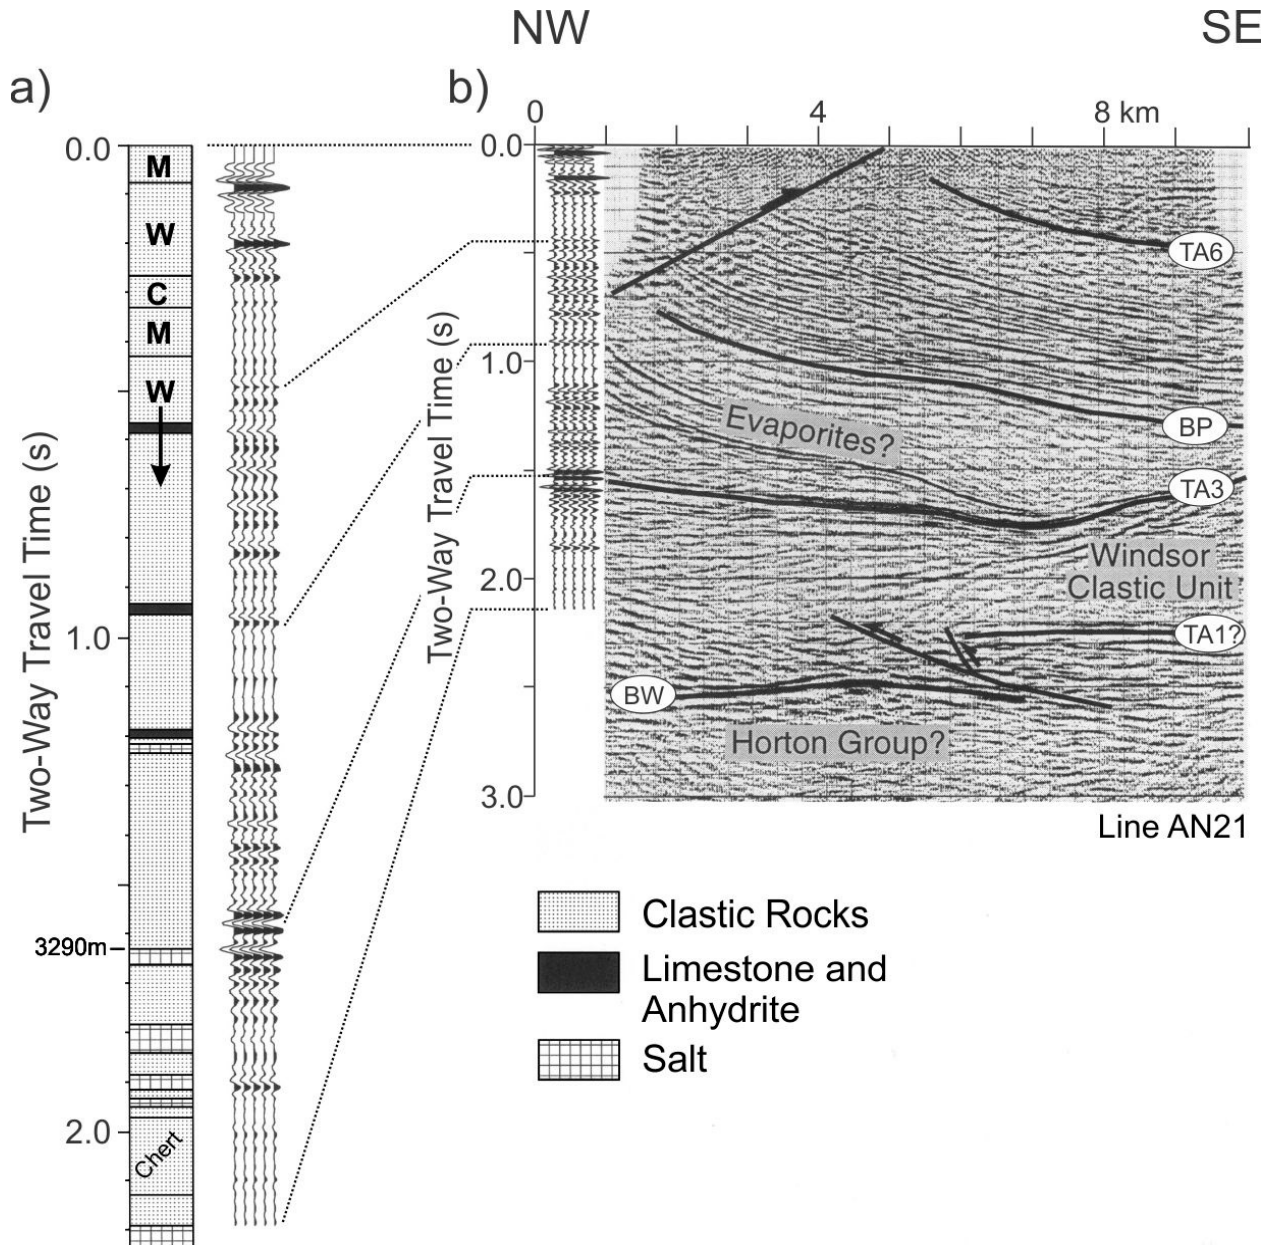 NW
SE
a)
b)
0
4
8 km
0.0
M
W
C
M
W
1.0
3290m
2.0
Chert
Two-Way Travel Time (s)
0.0
1.0
2.0
3.0
Two-Way Travel Time (s)
TA6
BP
Evaporites?
TA3
Windsor
Clastic Unit
TA1?
BW
Horton Group?
Line AN21
Clastic Rocks
Limestone and
Anhydrite
Salt